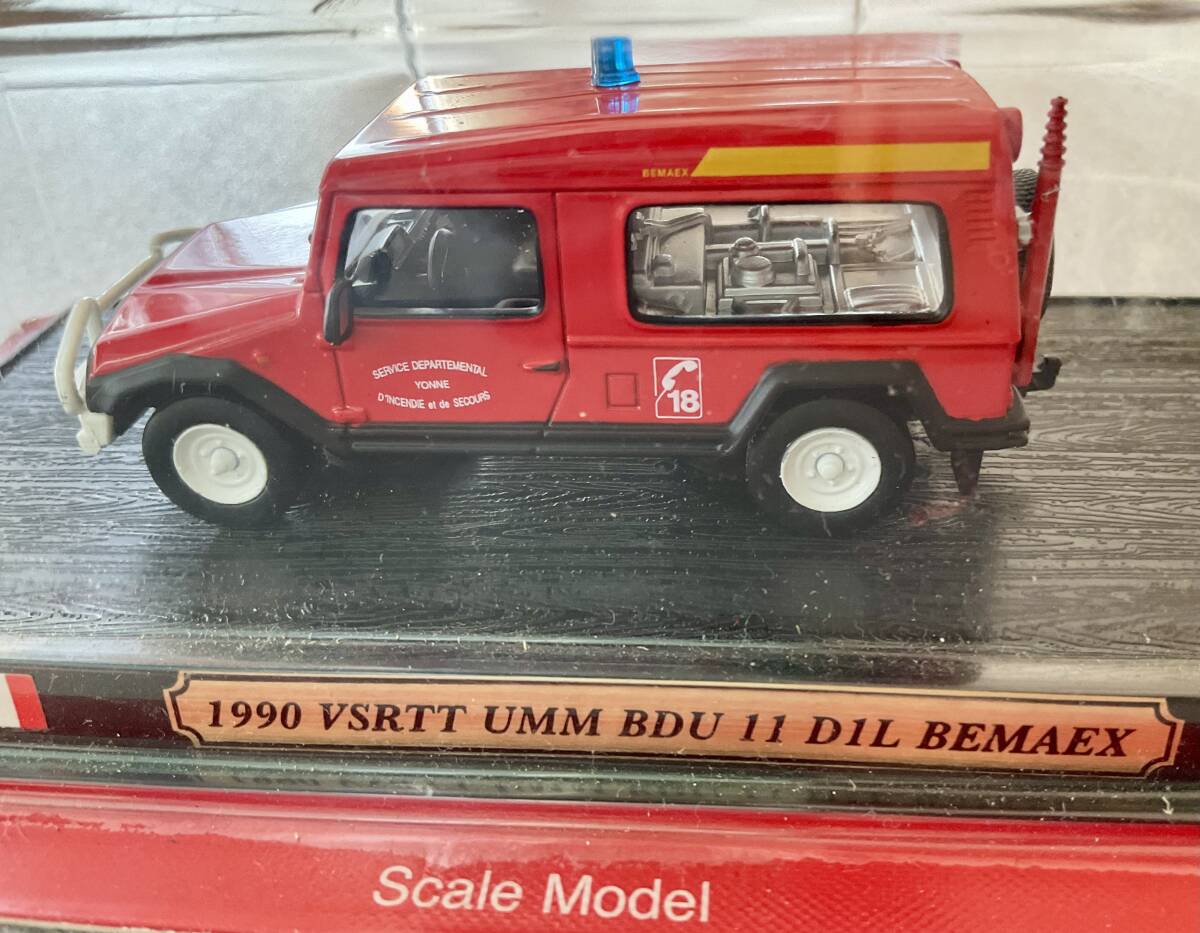 BEMAEX
SERVICE DEPARTEMENTAL
YONNE
D'INCENDIE et de SECOURS
18
1990 VSRTT UMM BDU 11 D1L BEMAEX
Scale Model